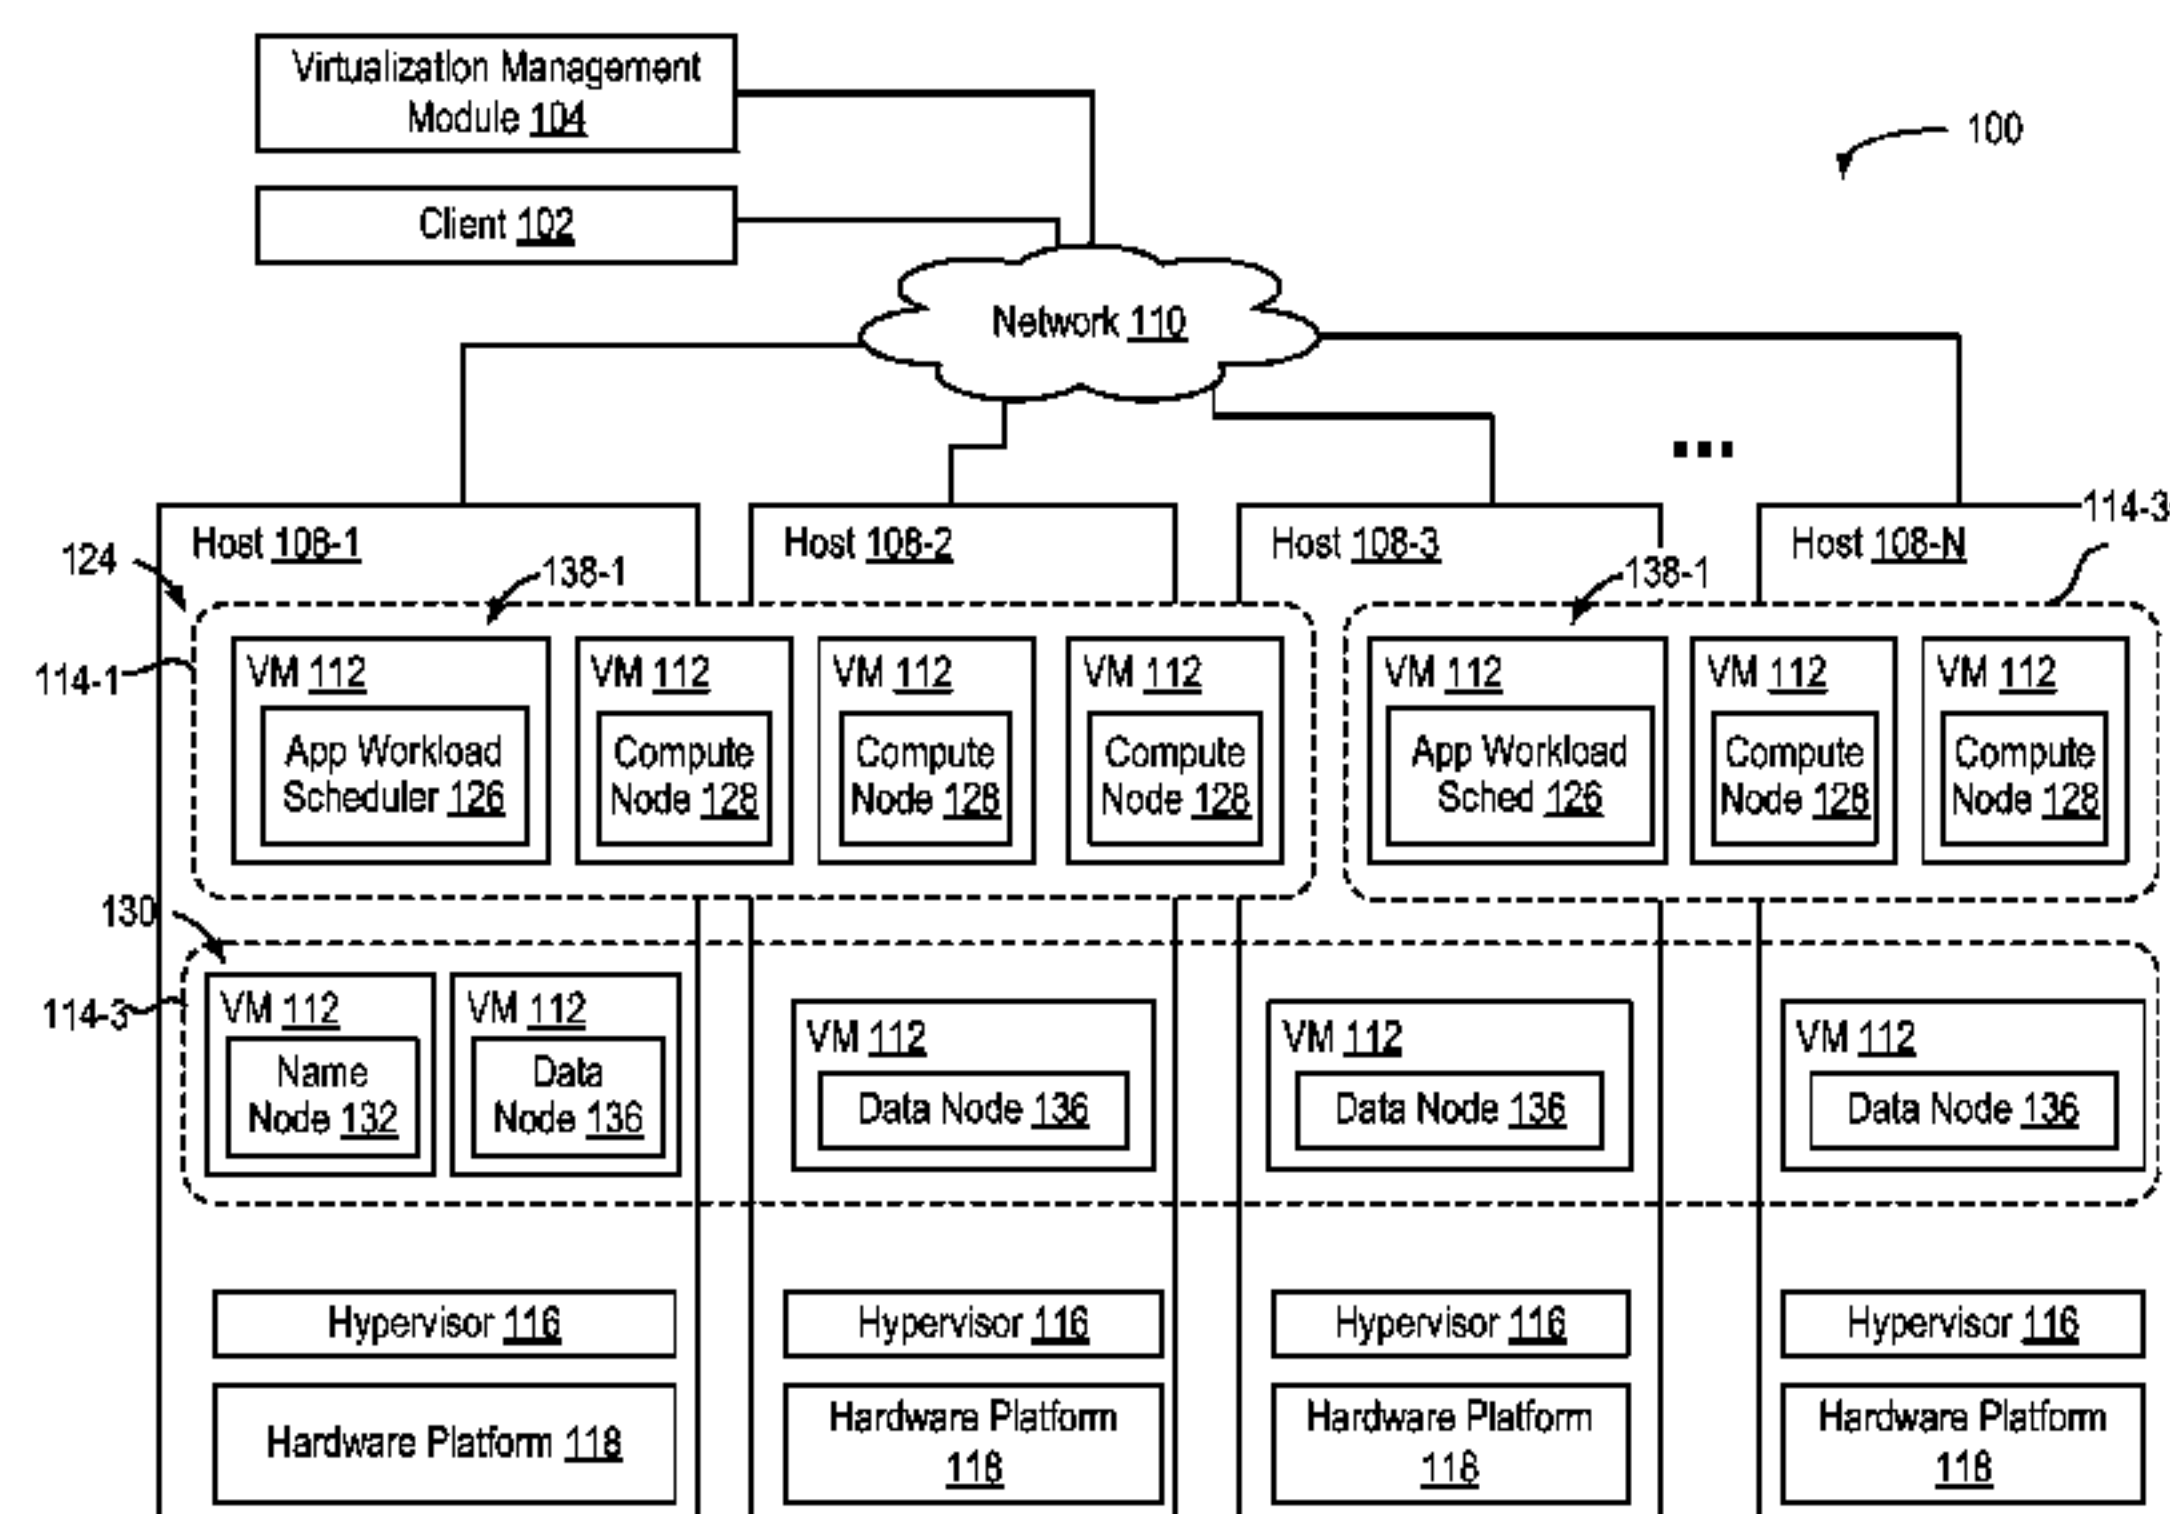 Virtualization Management
Module 104
100
Client 102
Network 110
...
114-3
Host 108-1
Host 108-2
Host 108-3
Host 108-N
124
138-1
138-1
114-1
VM 112
VM 112
VM 112
VM 112
VM 112
VM 112
VM 112
App Workload
Scheduler 126
Compute
Node 128
Compute
Node 128
Compute
Node 128
App Workload
Sched 126
Compute
Node 128
Compute
Node 128
130
114-3
VM 112
VM 112
VM 112
VM 112
VM 112
Name
Node 132
Data
Node 136
Data Node 136
Data Node 136
Data Node 136
Hypervisor 116
Hypervisor 116
Hypervisor 116
Hypervisor 116
Hardware Platform 118
Hardware Platform
118
Hardware Platform
118
Hardware Platform
118